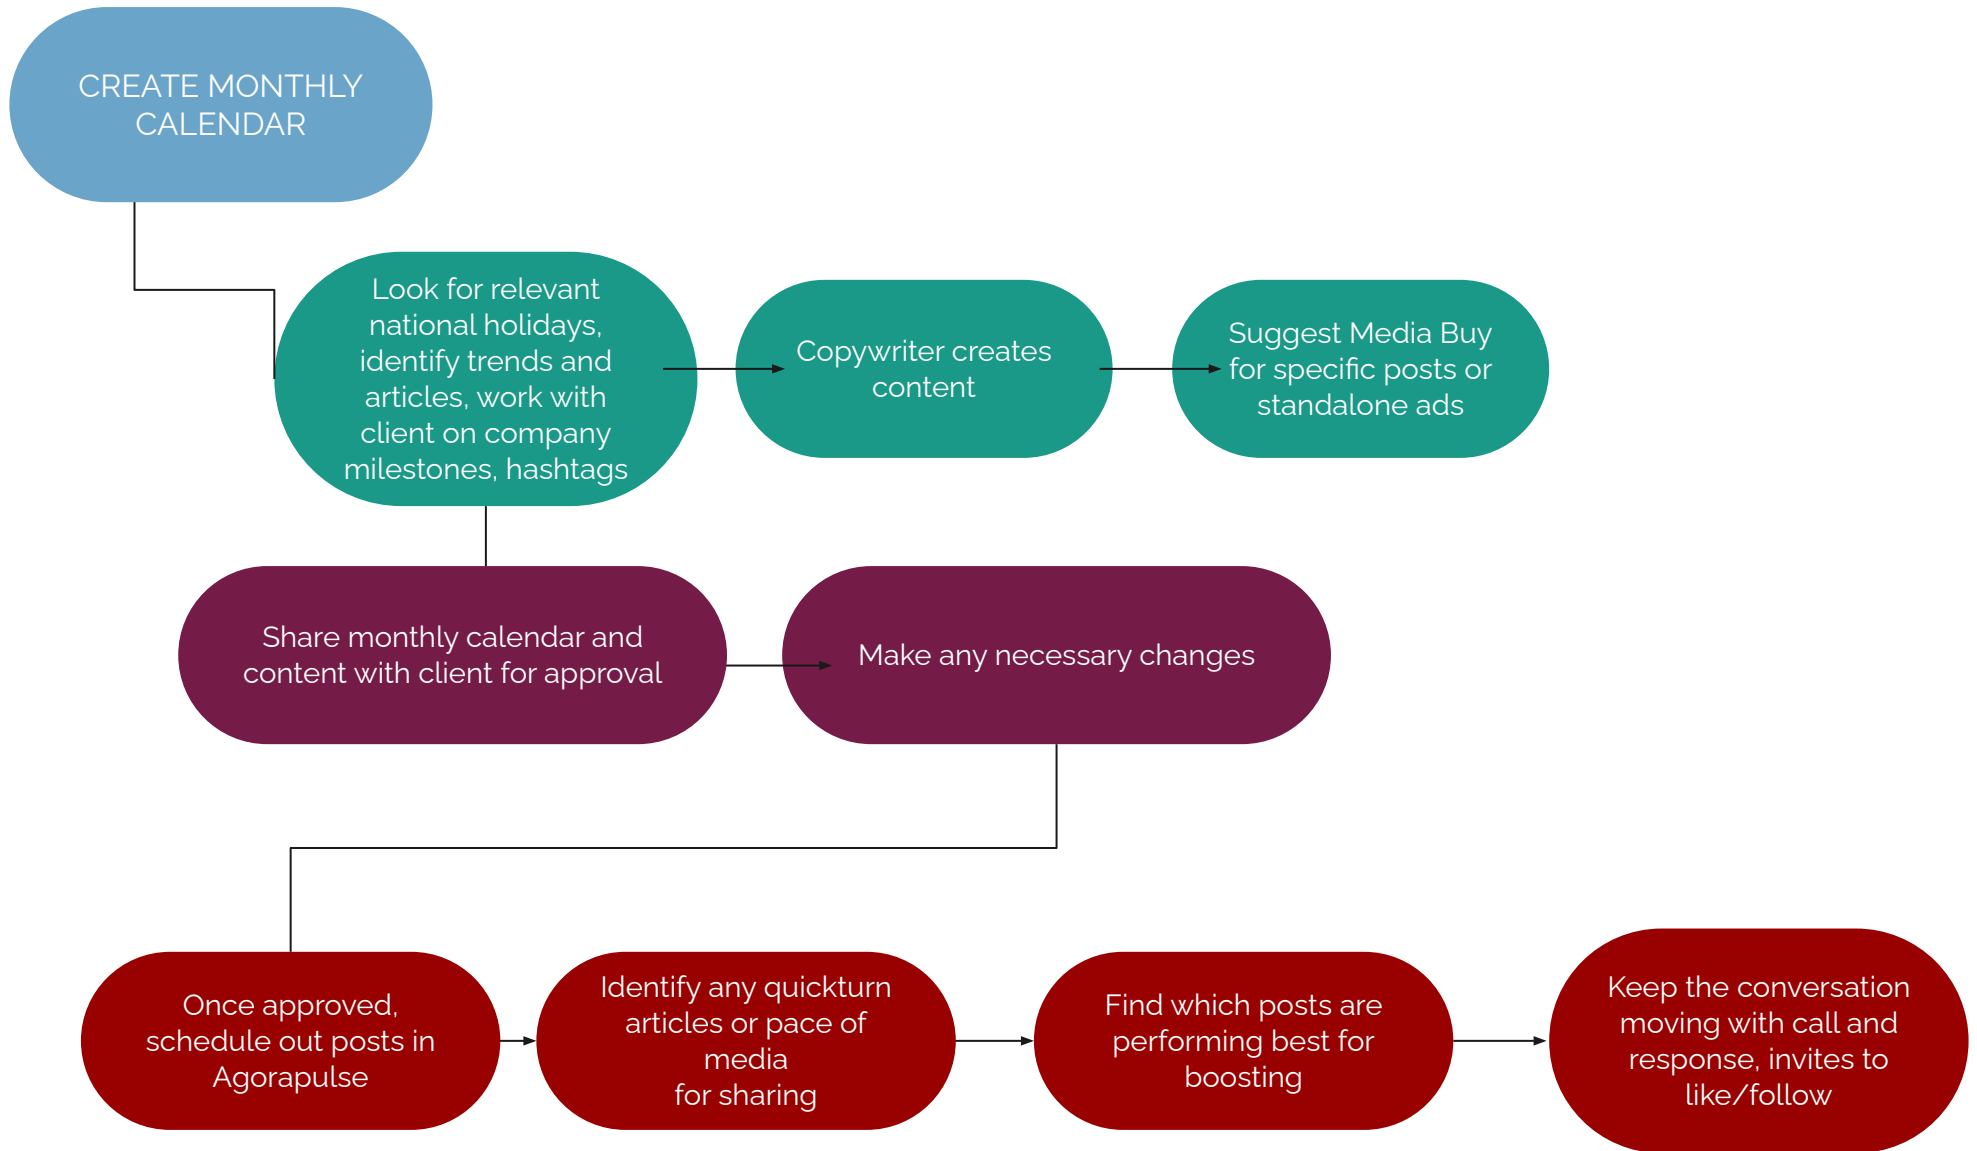 CREATE MONTHLY
CALENDAR
Look for relevant
national holidays,
identify trends and
articles, work with
client on company
milestones, hashtags
Copywriter creates
content
Suggest Media Buy
for specific posts or
standalone ads
Share monthly calendar and
content with client for approval
Make any necessary changes
Once approved,
schedule out posts in
Agorapulse
Identify any quickturn
articles or pace of
media
for sharing
Find which posts are
performing best for
boosting
Keep the conversation
moving with call and
response, invites to
like/follow